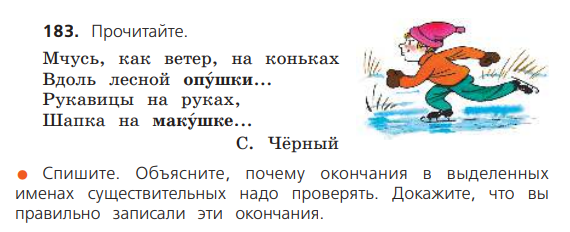 183. Прочитайте.
Мчусь, как ветер, на коньках
Вдоль лесной опу́шки...
Рукавицы на руках,
Шапка на маку́шке...
С. Чёрный
● Спишите. Объясните, почему окончания в выделенных
именах существительных надо проверять. Докажите, что вы
правильно записали эти окончания.